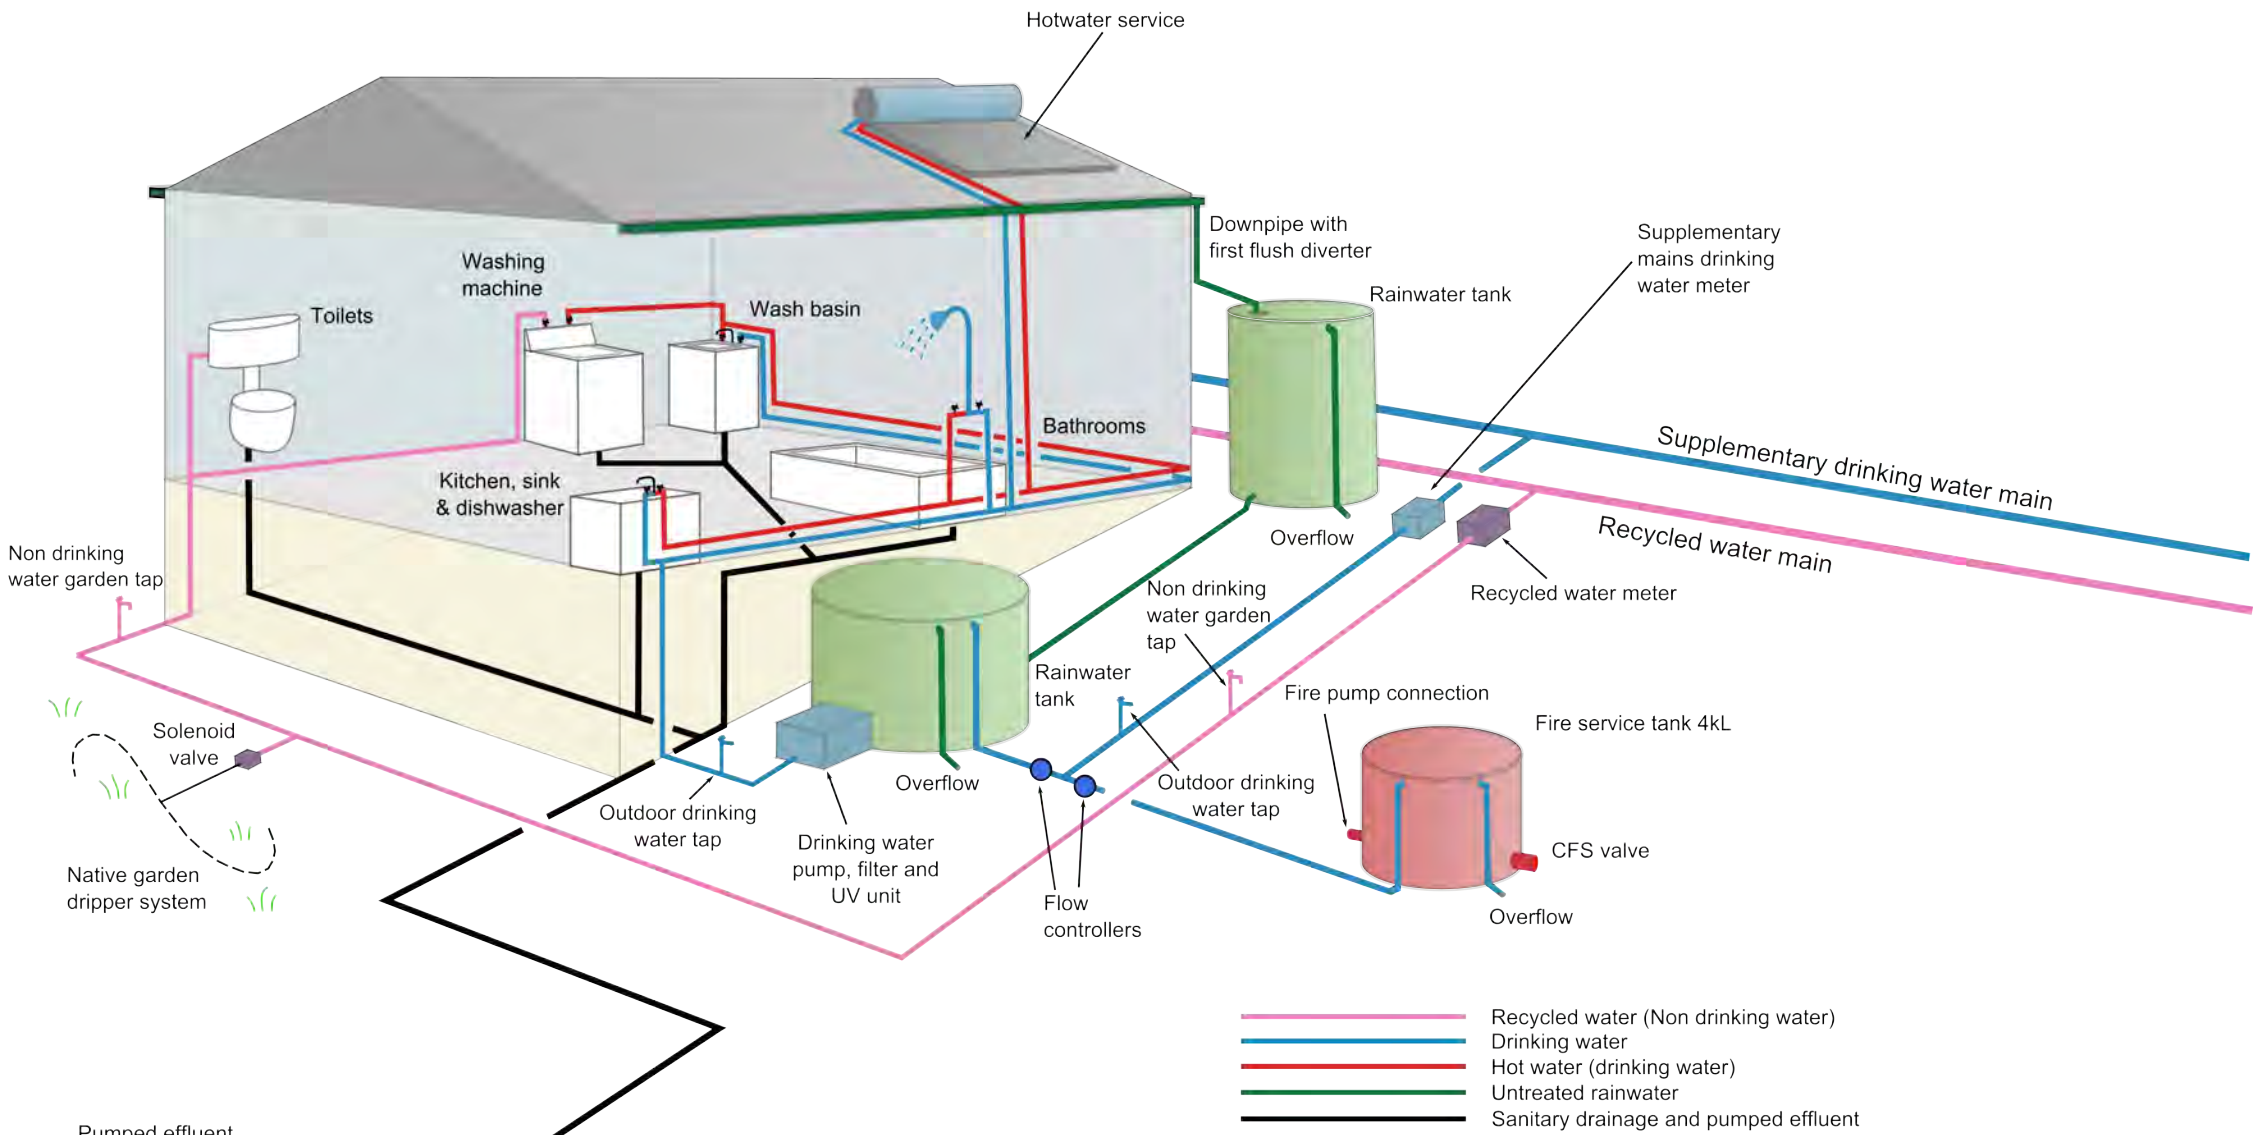 Hotwater service
Downpipe with
first flush diverter
Supplementary
mains drinking
water meter
Rainwater tank
Washing
machine
Wash basin
Toilets
Bathrooms
Supplementary drinking water main
Kitchen, sink
& dishwasher
Overflow
Recycled water main
Non drinking
water garden tap
Non drinking
water garden
tap
Recycled water meter
Rainwater
tank
Fire pump connection
Fire service tank 4kL
Solenoid
valve
Overflow
Outdoor drinking
water tap
Outdoor drinking
water tap
Drinking water
pump, filter and
UV unit
CFS valve
Native garden
dripper system
Flow
controllers
Overflow
Recycled water (Non drinking water)
Drinking water
Hot water (drinking water)
Untreated rainwater
Sanitary drainage and pumped effluent
Pumped effluent